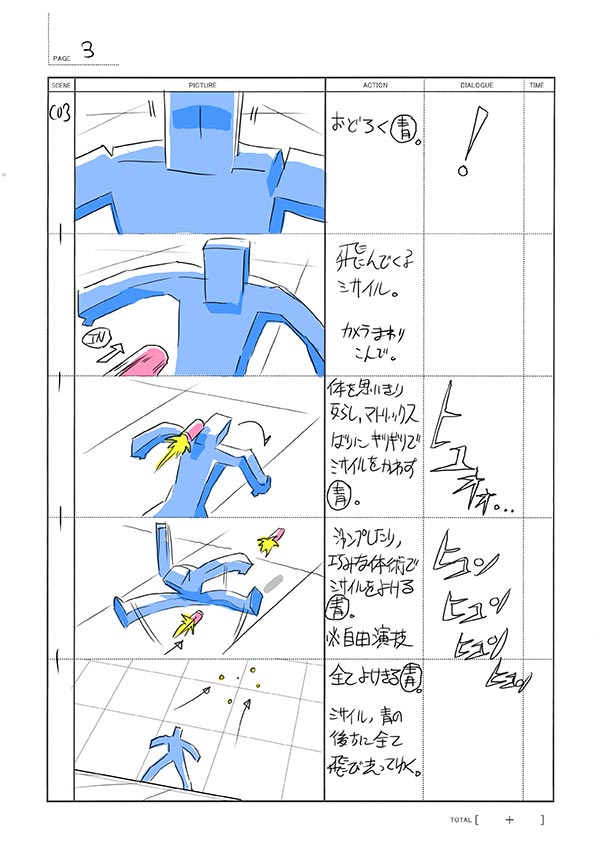 PAGE 3
SCENE PICTURE ACTION DIALOGUE TIME
C03
おどろく青。
!
飛んでくる
ミサイル。
カメラまわり
こんで。
IN
体を思いきり
反らし、マトリックス
ばりにギリギリで
ミサイルをかわす
青。
ヒュオオ...
ジャンプしたり、
巧みな体術で
ミサイルをよける
青。
※自由演技
ヒュン
ヒュン
ヒュン
ヒュン
全てよけきる青。
ミサイル、青の
後方に全て
飛び去ってゆく。
TOTAL [ + ]